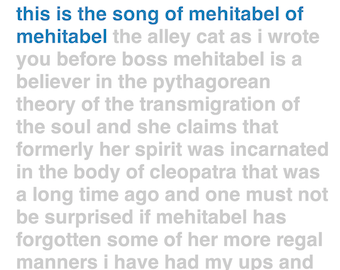 this is the song of mehitabel of
mehitabel the alley cat as i wrote
you before boss mehitabel is a
believer in the pythagorean
theory of the transmigration of
the soul and she claims that
formerly her spirit was incarnated
in the body of cleopatra that was
a long time ago and one must not
be surprised if mehitabel has
forgotten some of her more regal
manners i have had my ups and